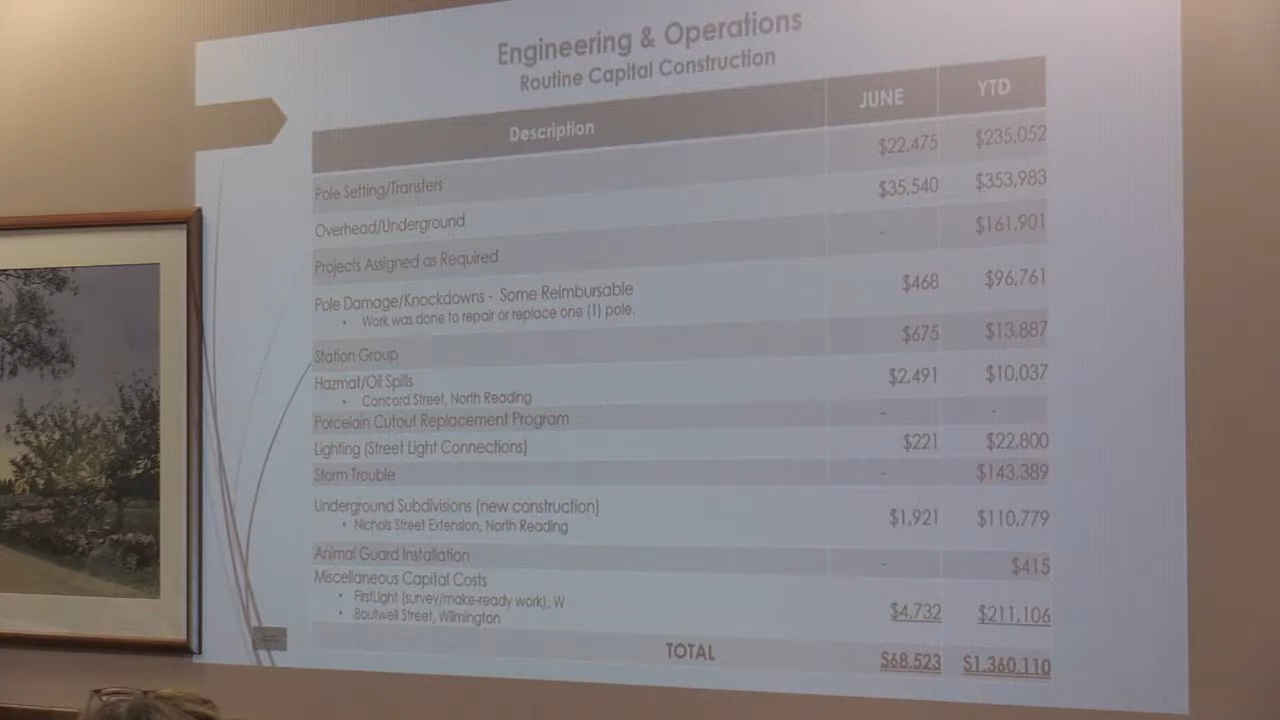 Engineering & Operations
Routine Capital Construction
Description JUNE YTD
Pole Setting/Transfers $22,475 $235,052
Overhead/Underground $35,540 $353,983
Projects Assigned as Required - $161,901
Pole Damage/Knockdowns - Some Reimbursable $468 $96,761
• Work was done to repair or replace one (1) pole.
Station Group $675 $13,887
Hazmat/Oil Spills $2,491 $10,037
• Concord Street, North Reading
Porcelain Cutout Replacement Program - -
Lighting (Street Light Connections) $221 $22,800
Storm Trouble - $143,389
Underground Subdivisions (new construction) $1,921 $110,779
• Nichols Street Extension, North Reading
Animal Guard Installation - $415
Miscellaneous Capital Costs $4,732 $211,106
• FirstLight (survey/make-ready work), W
• Boutwell Street, Wilmington
TOTAL $68,523 $1,360,110